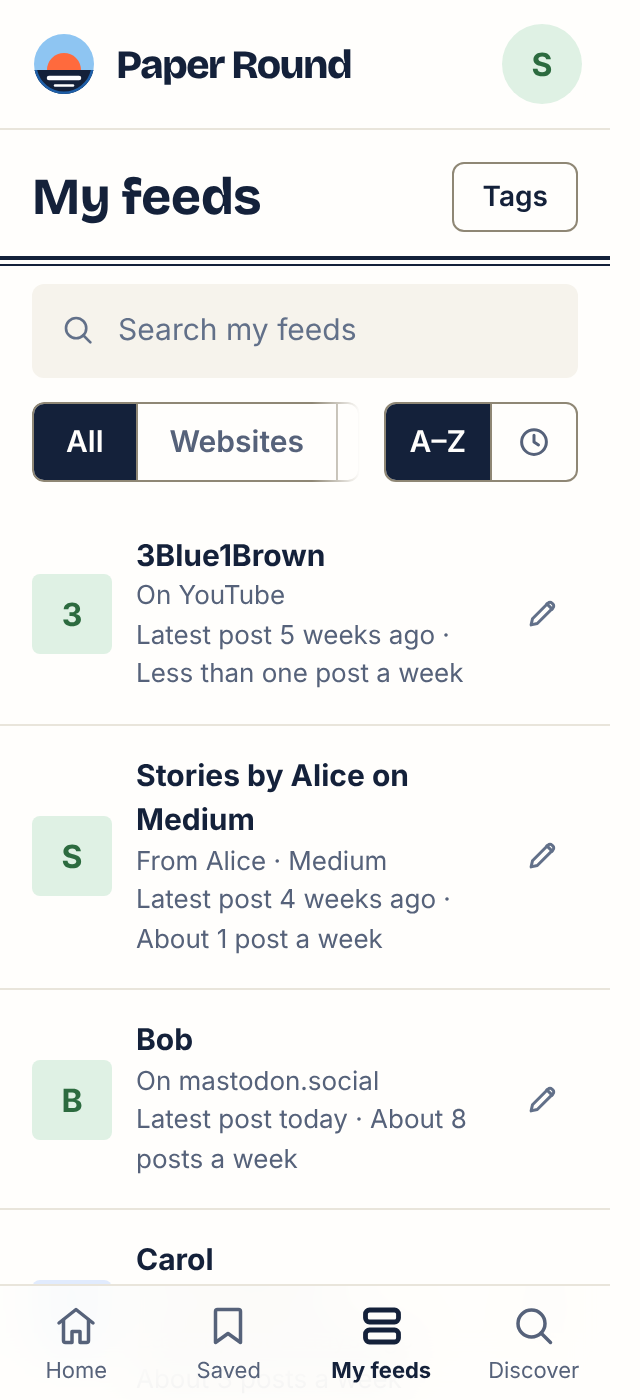 Paper Round
S
My feeds
Tags
Search my feeds
All
Websites
A–Z
3
3Blue1Brown
On YouTube
Latest post 5 weeks ago ·
Less than one post a week
S
Stories by Alice on
Medium
From Alice · Medium
Latest post 4 weeks ago ·
About 1 post a week
B
Bob
On mastodon.social
Latest post today · About 8
posts a week
Carol
Home
Saved
My feeds
Discover